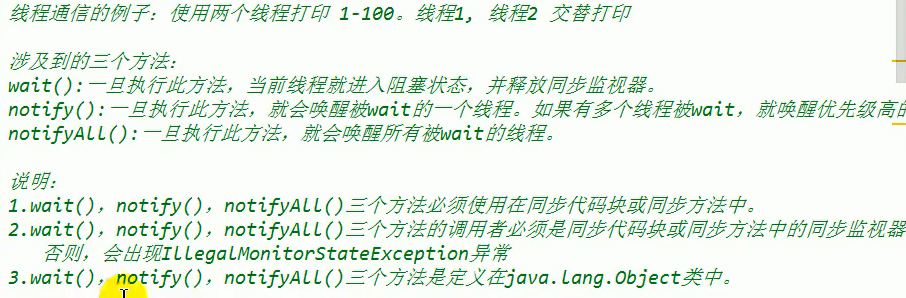 线程通信的例子：使用两个线程打印 1-100。线程1, 线程2 交替打印
涉及到的三个方法：
wait():一旦执行此方法，当前线程就进入阻塞状态，并释放同步监视器。
notify():一旦执行此方法，就会唤醒被wait的一个线程。如果有多个线程被wait，就唤醒优先级高的
notifyAll():一旦执行此方法，就会唤醒所有被wait的线程。
说明：
1.wait(), notify(), notifyAll()三个方法必须使用在同步代码块或同步方法中。
2.wait(), notify(), notifyAll()三个方法的调用者必须是同步代码块或同步方法中的同步监视器
否则，会出现IllegalMonitorStateException异常
3.wait(), notify(), notifyAll()三个方法是定义在java.lang.Object类中。